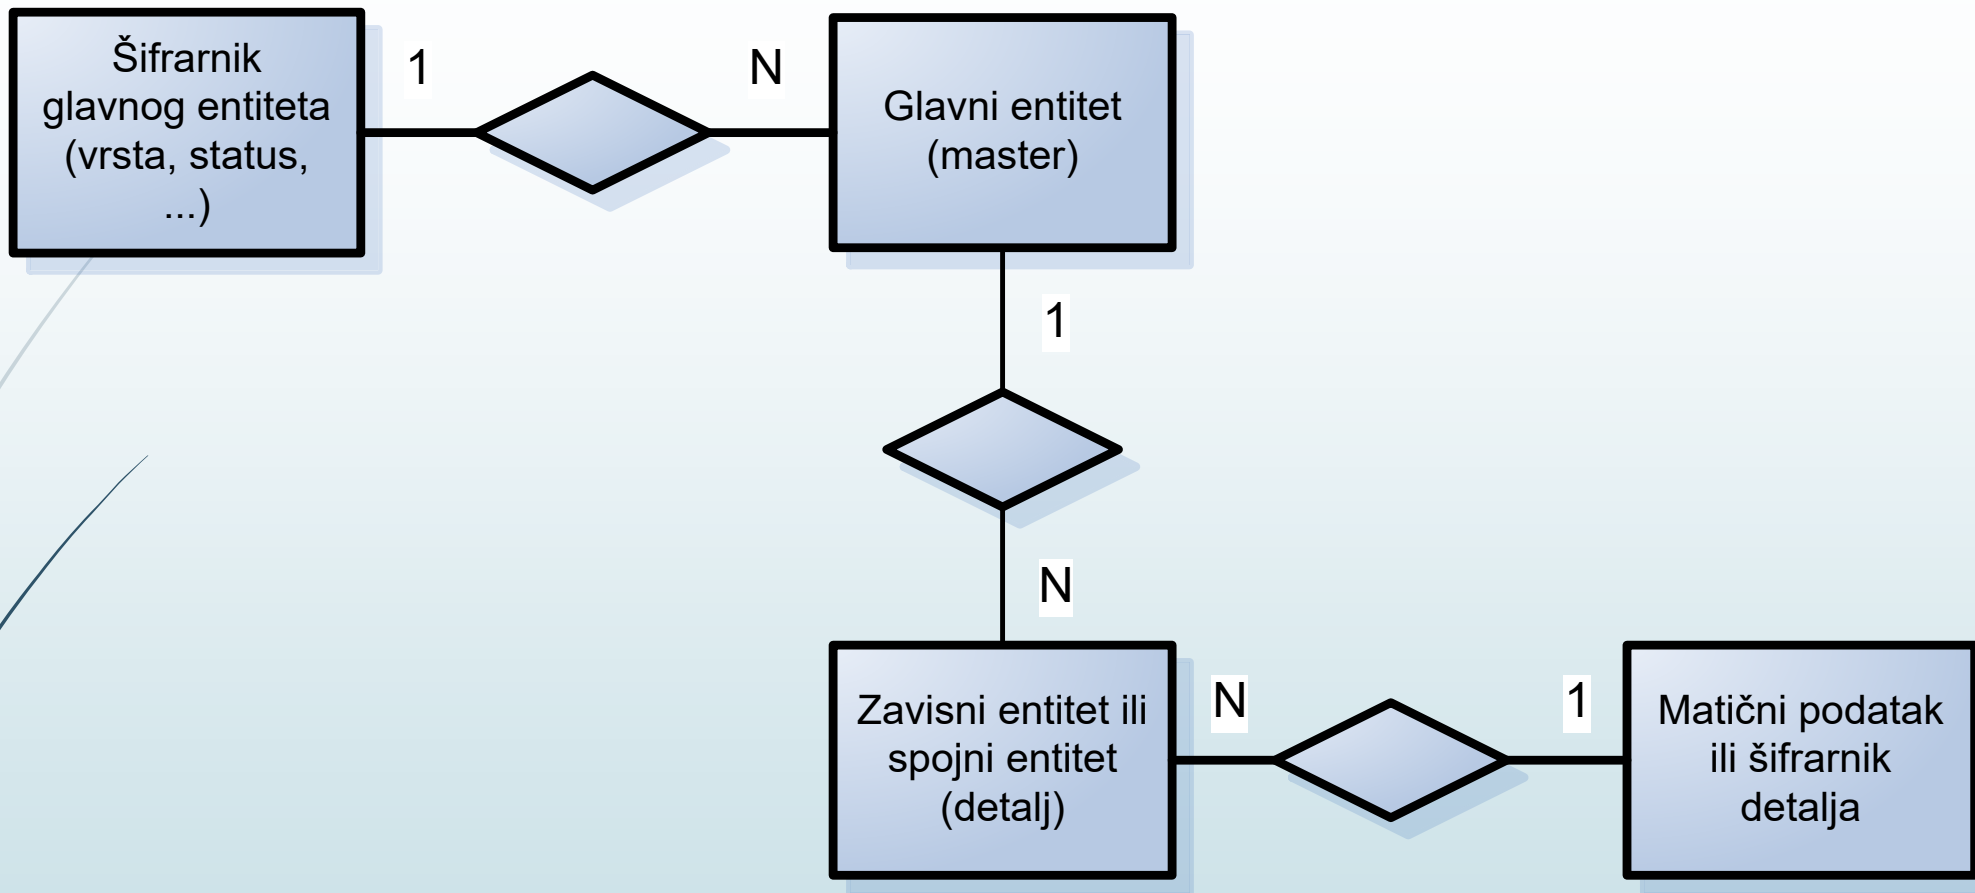 Šifrarnik
glavnog entiteta
(vrsta, status,
...)
1
N
Glavni entitet
(master)
1
N
Zavisni entitet ili
spojni entitet
(detalj)
N
1
Matični podatak
ili šifrarnik
detalja